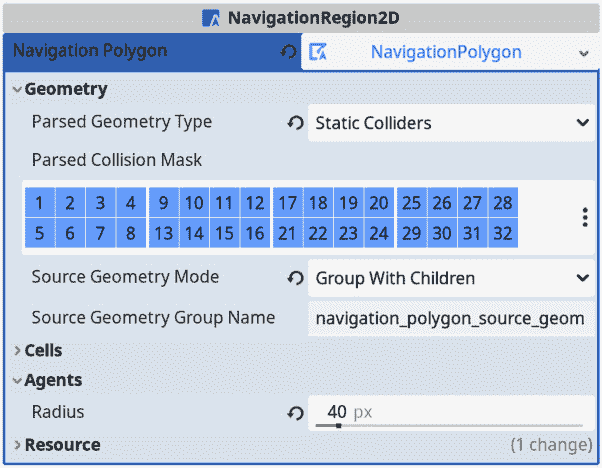 NavigationRegion2D
Navigation Polygon NavigationPolygon
Geometry
Parsed Geometry Type Static Colliders
Parsed Collision Mask
1 2 3 4 9 10 11 12 17 18 19 20 25 26 27 28
5 6 7 8 13 14 15 16 21 22 23 24 29 30 31 32
Source Geometry Mode Group With Children
Source Geometry Group Name navigation_polygon_source_geom
Cells
Agents
Radius 40 px
Resource (1 change)